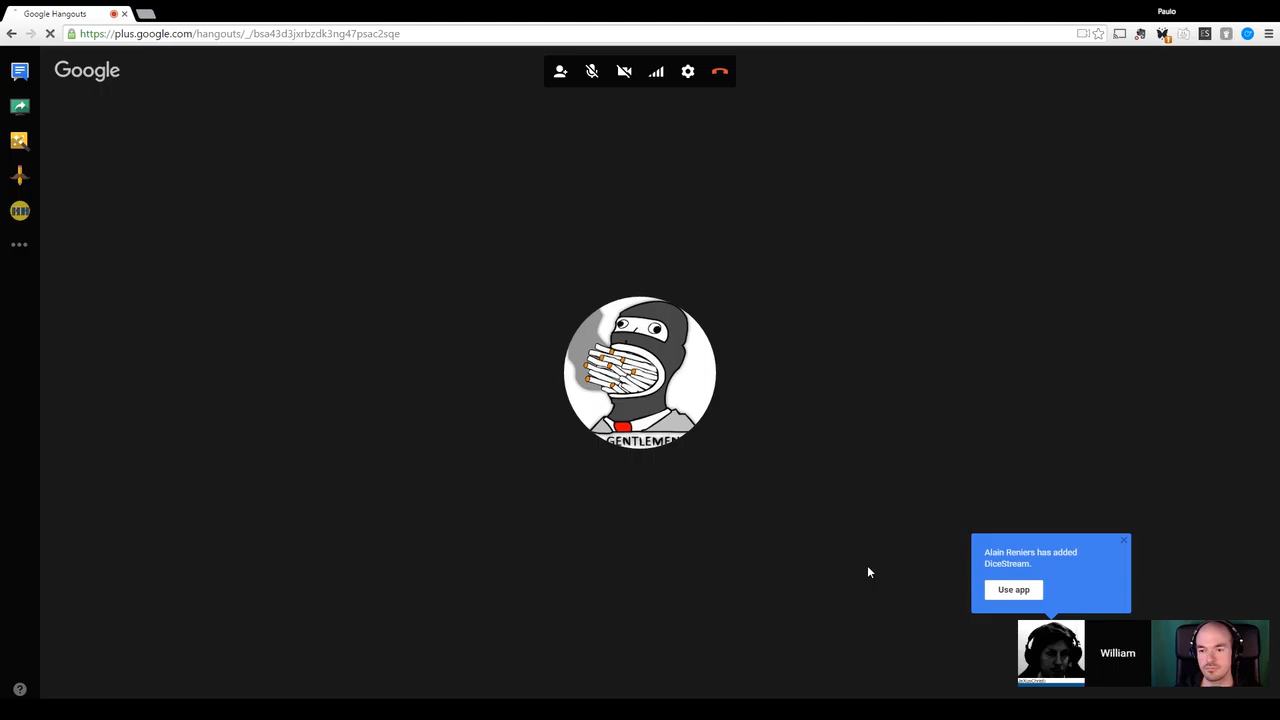 Google Hangouts
Paulo
https://plus.google.com/hangouts/_/bsa43d3jxrbzdk3ng47psac2sqe
ES
Google
GENTLEMEN
Alain Reniers has added
DiceStream.
Use app
William